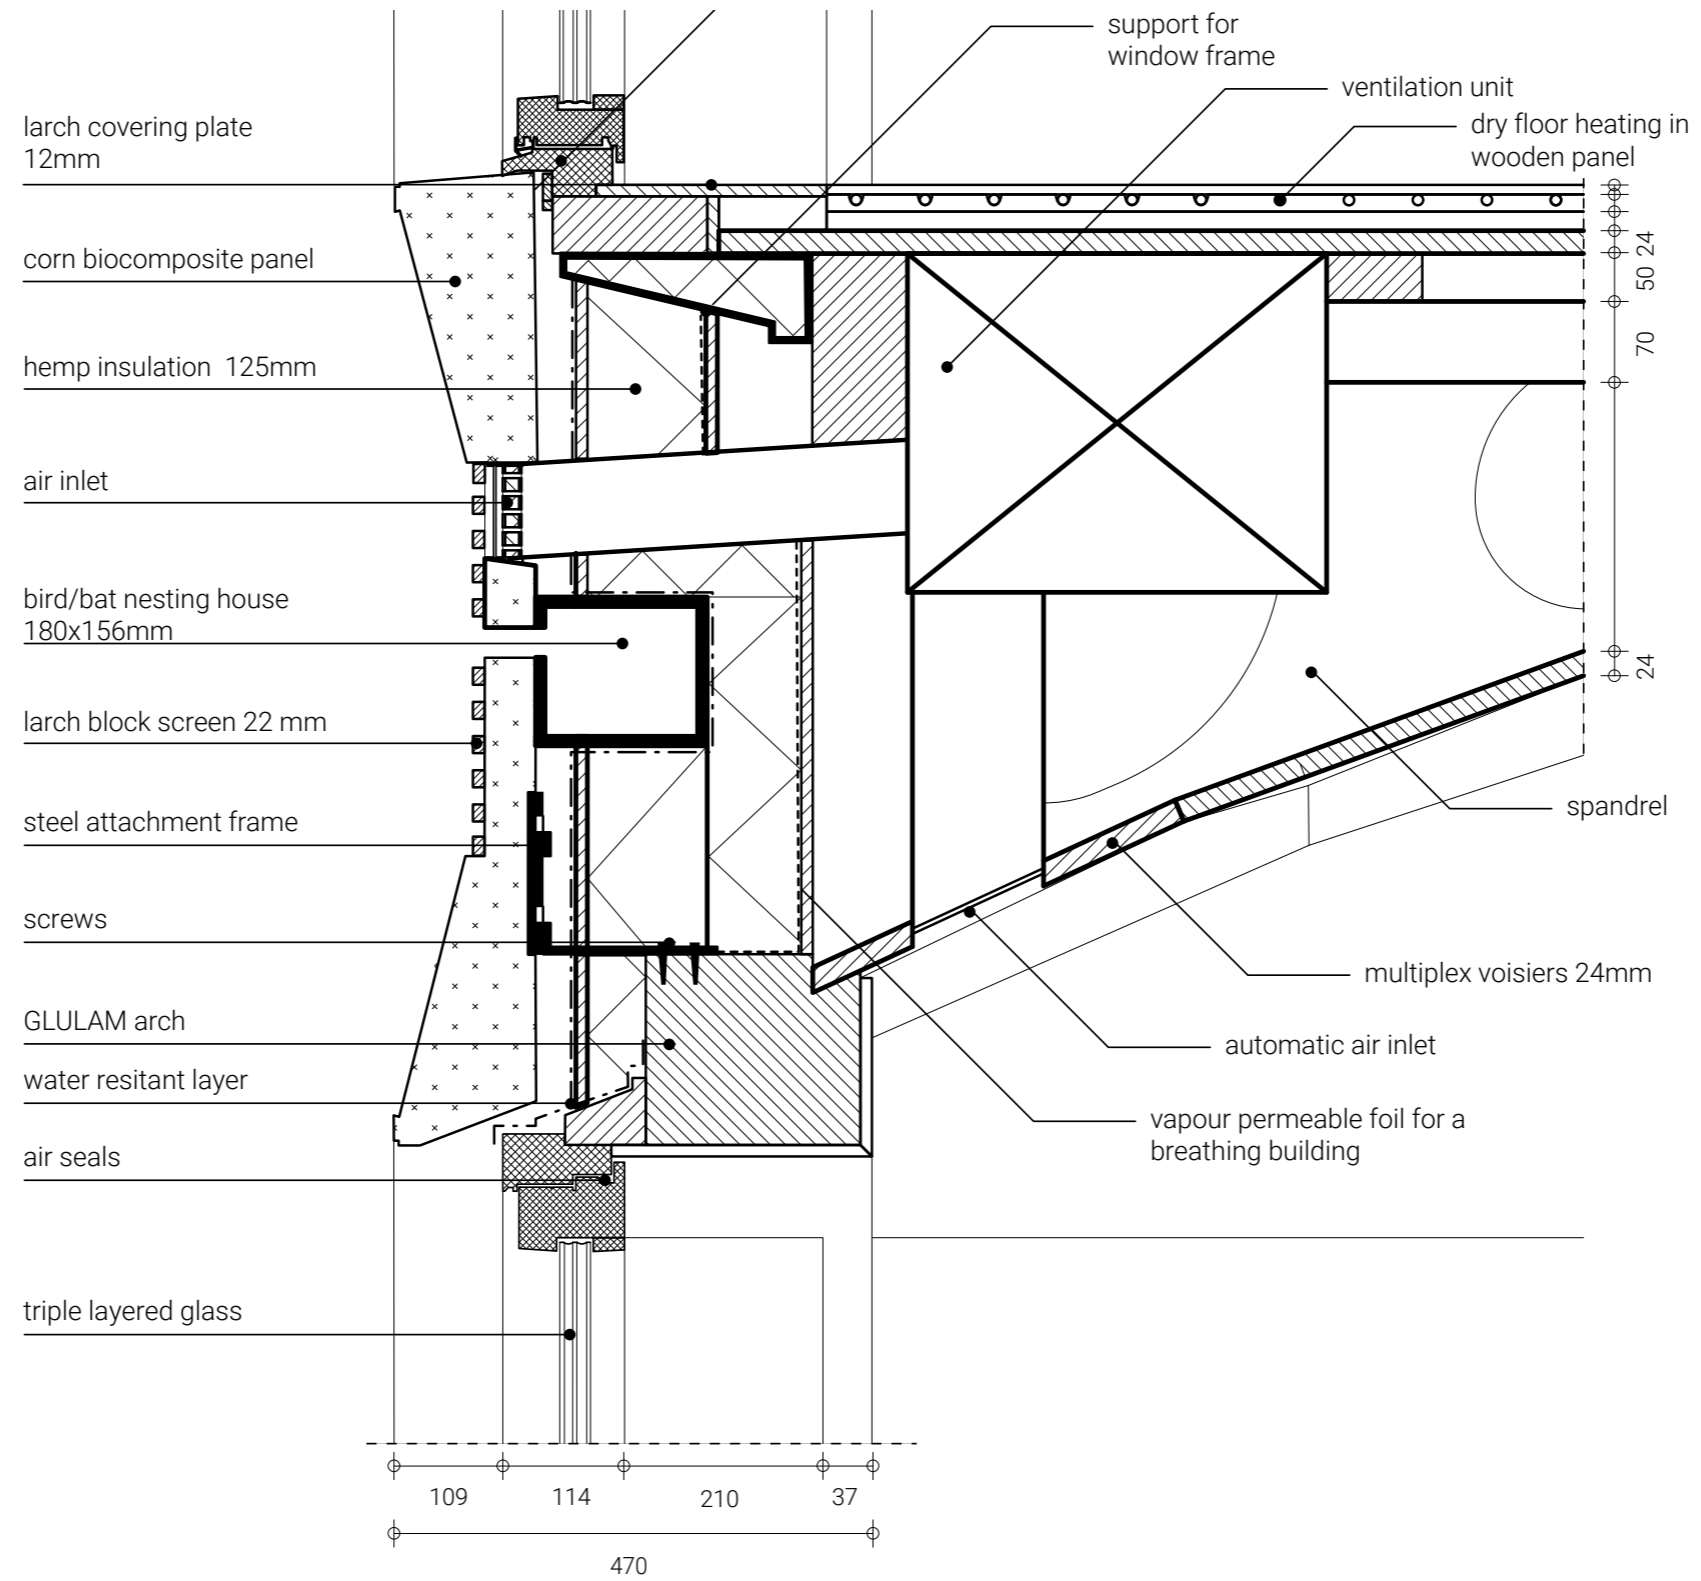 support for
window frame
ventilation unit
dry floor heating in
wooden panel
larch covering plate
12mm
corn biocomposite panel
hemp insulation  125mm
air inlet
bird/bat nesting house
180x156mm
larch block screen 22 mm
steel attachment frame
screws
GLULAM arch
water resitant layer
air seals
triple layered glass
24
50
70
24
spandrel
multiplex voisiers 24mm
automatic air inlet
vapour permeable foil for a
breathing building
109
114
210
37
470